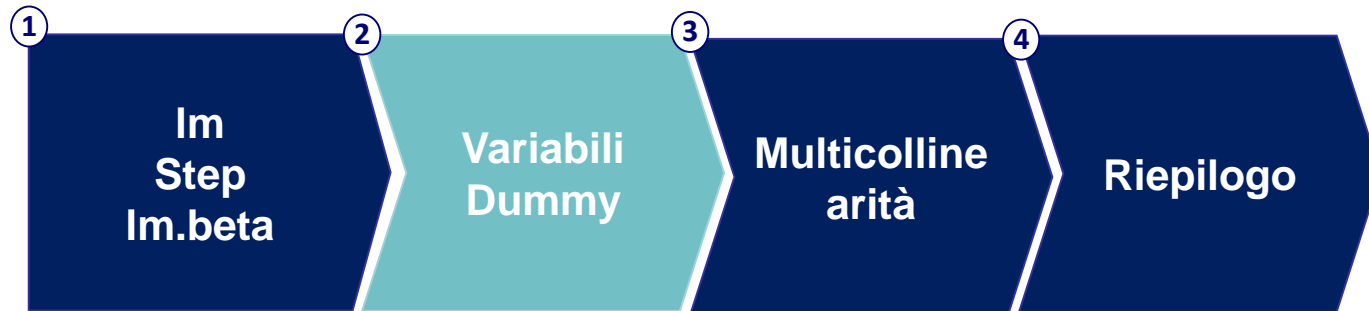 1
lm
Step
lm.beta
2
Variabili
Dummy
3
Multicolline
arità
4
Riepilogo